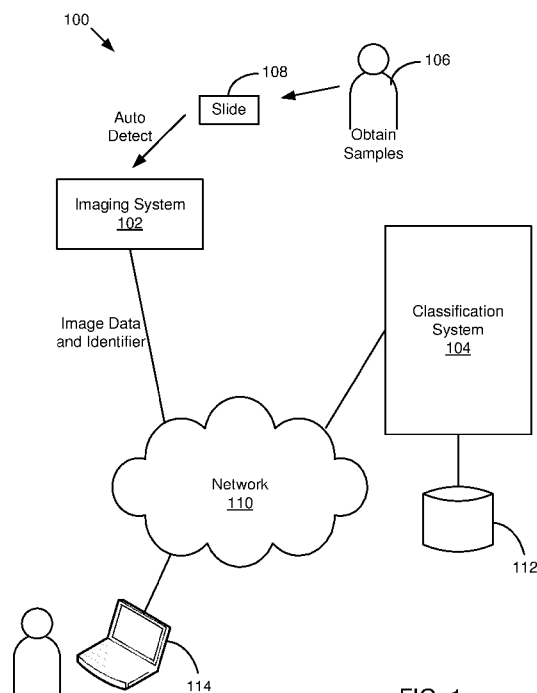 100
108
106
Slide
Auto
Detect
Obtain
Samples
Imaging System
102
Classification
System
104
Image Data
and Identifier
Network
110
112
114
FIG. 1